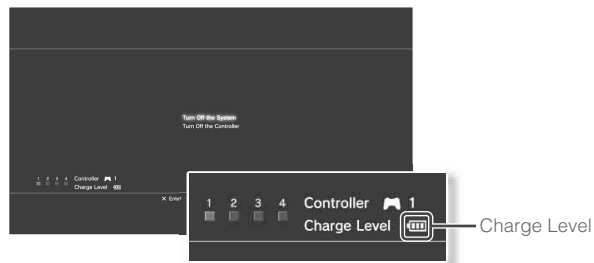 Turn Off the System
Turn Off the Controller
1 2 3 4 Controller 1
Charge Level
✕ Enter
1 2 3 4 Controller 1
Charge Level
Charge Level